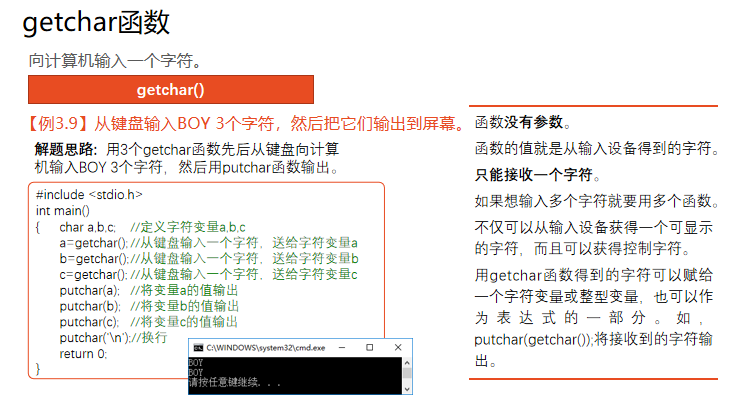 getchar函数
向计算机输入一个字符。
getchar()
【例3.9】从键盘输入BOY 3个字符，然后把它们输出到屏幕。
解题思路：用3个getchar函数先后从键盘向计算
机输入BOY 3个字符，然后用putchar函数输出。
#include <stdio.h>
int main()
{ char a,b,c; //定义字符变量a,b,c
a=getchar(); //从键盘输入一个字符，送给字符变量a
b=getchar(); //从键盘输入一个字符，送给字符变量b
c=getchar(); //从键盘输入一个字符，送给字符变量c
putchar(a); //将变量a的值输出
putchar(b); //将变量b的值输出
putchar(c); //将变量c的值输出
putchar('\n'); //换行
return 0;
}
C:\WINDOWS\system32\cmd.exe
BOY
BOY
请按任意键继续. . .
函数没有参数。
函数的值就是从输入设备得到的字符。
只能接收一个字符。
如果想输入多个字符就要用多个函数。
不仅可以从输入设备获得一个可显示
的字符，而且可以获得控制字符。
用getchar函数得到的字符可以赋给
一个字符变量或整型变量，也可以作
为表达式的一部分。如，
putchar(getchar());将接收到的字符输
出。